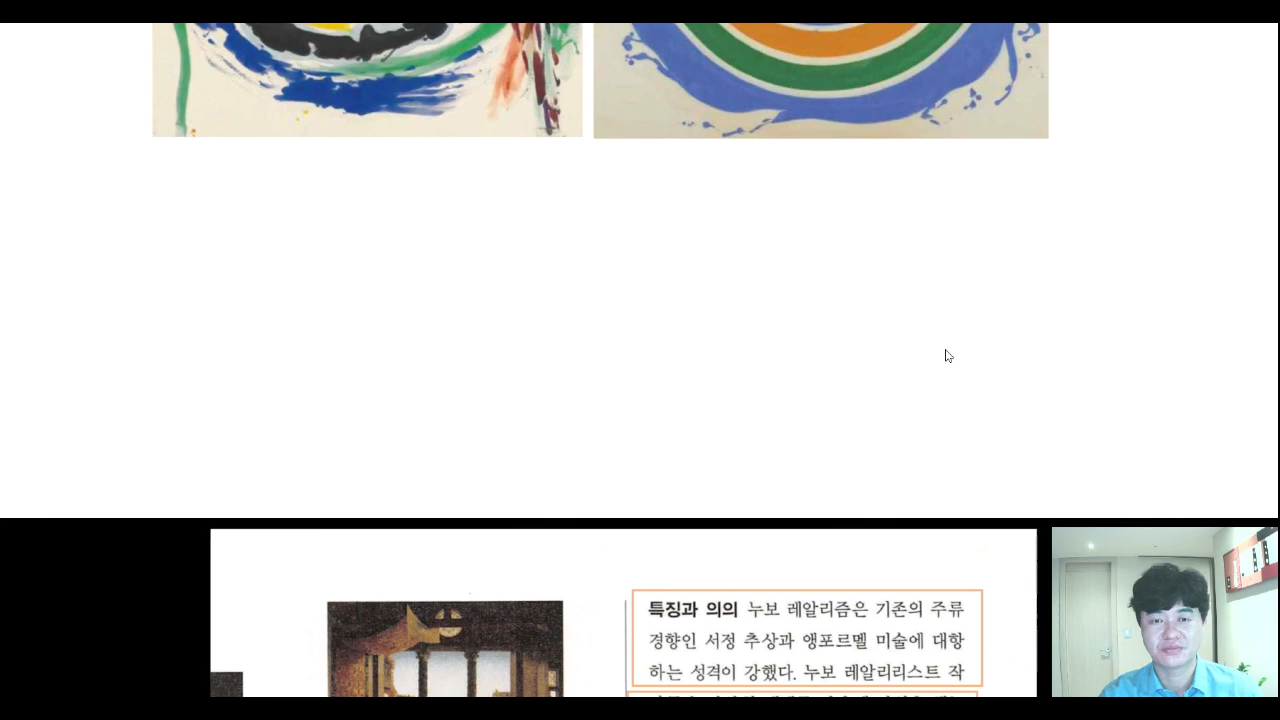 특징과 의의 누보 레알리즘은 기존의 주류
경향인 서정 추상과 앵포르멜 미술에 대항
하는 성격이 강했다. 누보 레알리리스트 작